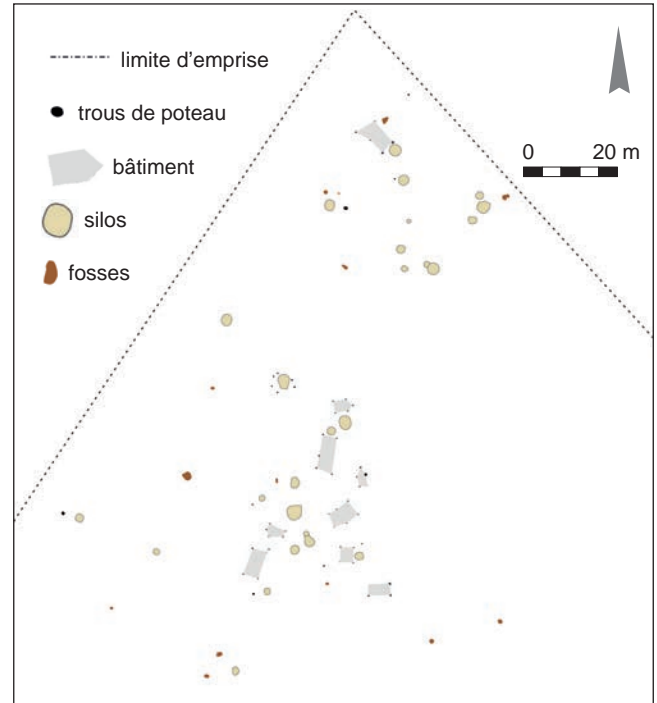 limite d'emprise
trous de poteau
bâtiment
silos
fosses
0 20 m